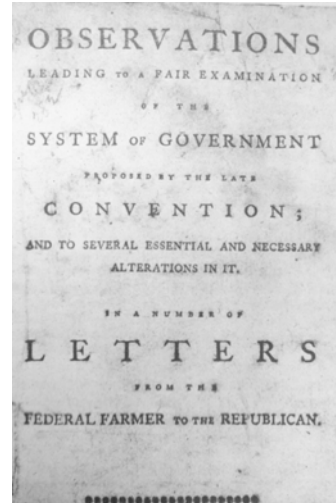 OBSERVATIONS
LEADING TO A FAIR EXAMINATION
OF THE
SYSTEM OF GOVERNMENT
PROPOSED BY THE LATE
CONVENTION;
AND TO SEVERAL ESSENTIAL AND NECESSARY
ALTERATIONS IN IT.
IN A NUMBER OF
LETTERS
FROM THE
FEDERAL FARMER TO THE REPUBLICAN.